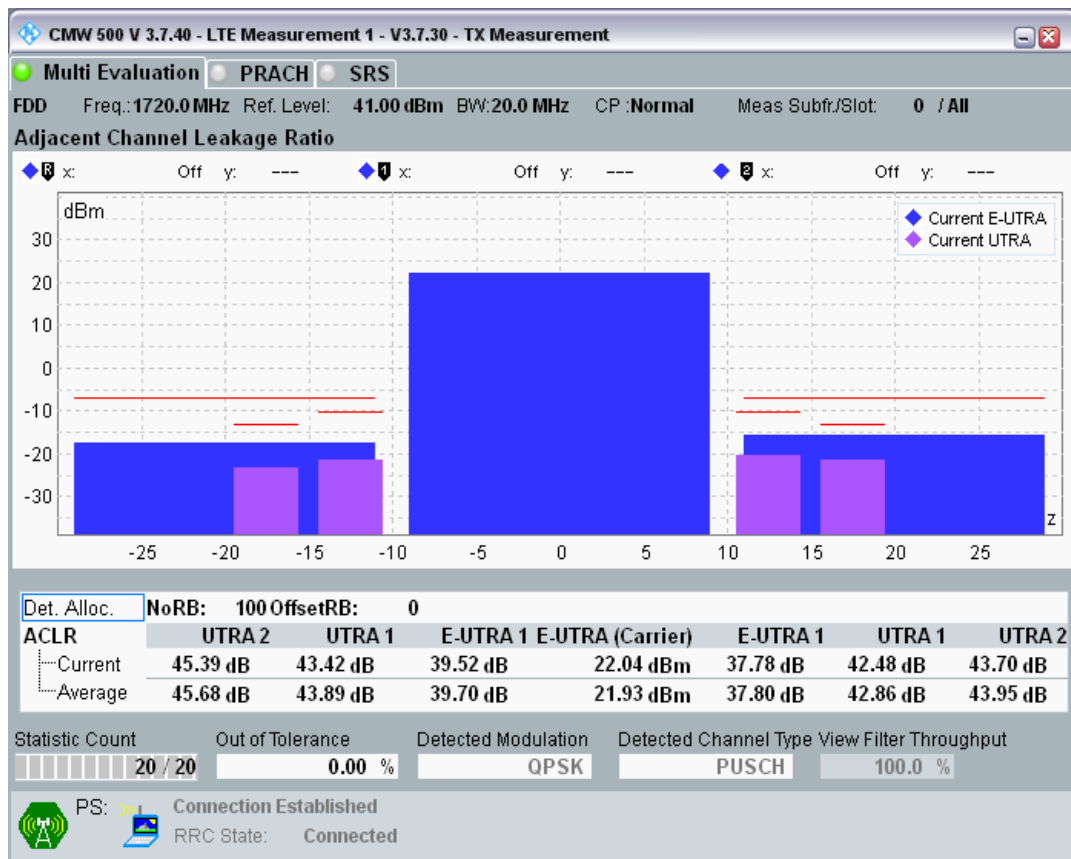 CMW 500 V 3.7.40 - LTE Measurement 1 - V3.7.30 - TX Measurement
Multi Evaluation PRACH SRS
FDD Freq.:1720.0 MHz Ref. Level: 41.00 dBm BW:20.0 MHz CP :Normal Meas Subfr./Slot: 0 / All
Adjacent Channel Leakage Ratio
R x: Off y: --- 1 x: Off y: --- 2 x: Off y: ---
dBm
Current E-UTRA
Current UTRA
30
20
10
0
-10
-20
-30
z
-25 -20 -15 -10 -5 0 5 10 15 20 25
Det. Alloc. NoRB: 100 OffsetRB: 0
ACLR UTRA 2 UTRA 1 E-UTRA 1 E-UTRA (Carrier) E-UTRA 1 UTRA 1 UTRA 2
Current 45.39 dB 43.42 dB 39.52 dB 22.04 dBm 37.78 dB 42.48 dB 43.70 dB
Average 45.68 dB 43.89 dB 39.70 dB 21.93 dBm 37.80 dB 42.86 dB 43.95 dB
Statistic Count Out of Tolerance Detected Modulation Detected Channel Type View Filter Throughput
20 / 20 0.00 % QPSK PUSCH 100.0 %
PS: Connection Established
RRC State: Connected